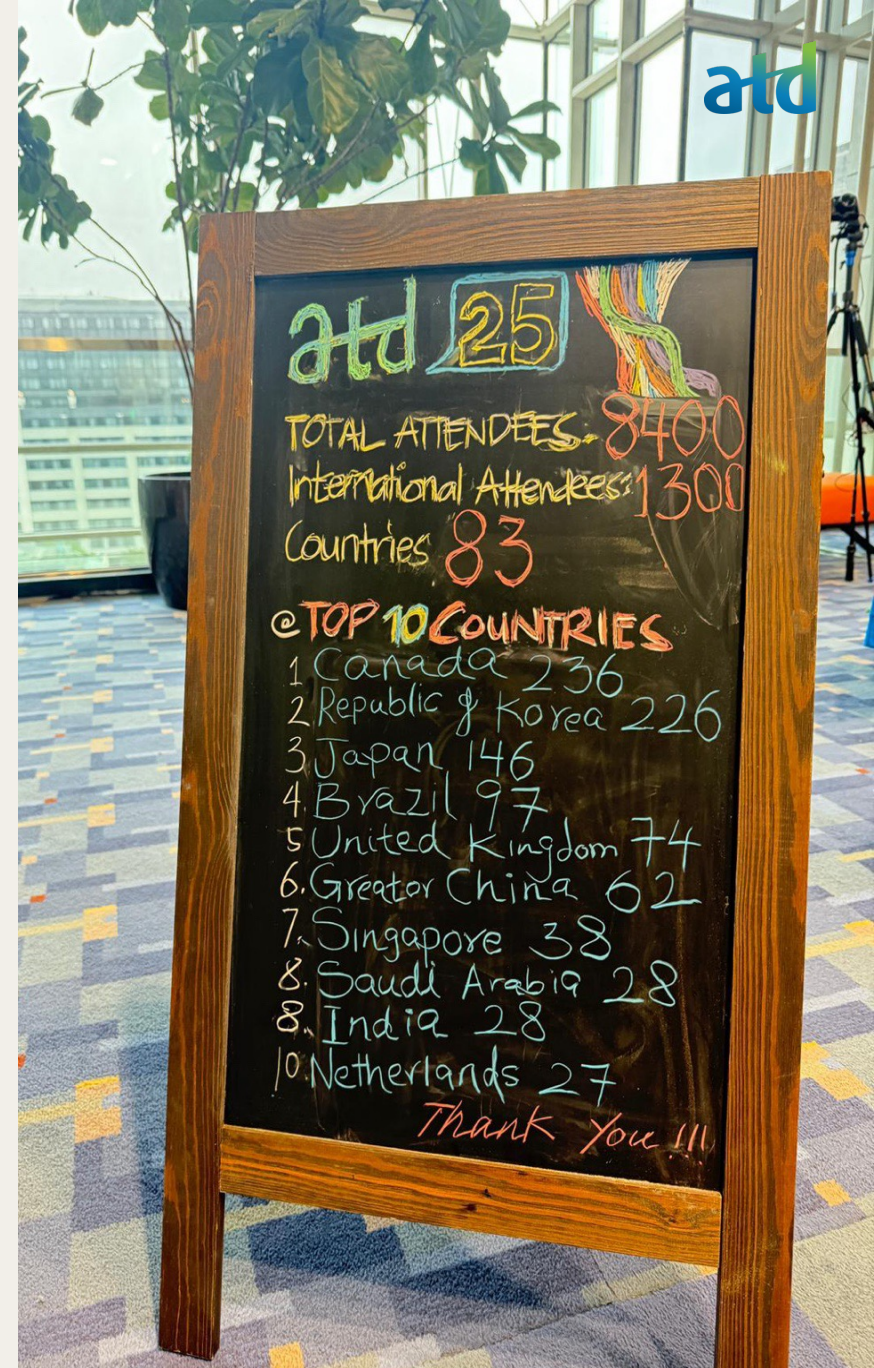 atd
atd 25
TOTAL ATTENDEES- 8400
International Attendees: 1300
Countries 83
@ TOP 10 COUNTRIES
1 Canada 236
2 Republic of Korea 226
3. Japan 146
4. Brazil 97
5 United Kingdom 74
6. Greater China 62
7. Singapore 38
8. Saudi Arabia 28
8. India 28
10. Netherlands 27
Thank You !!!